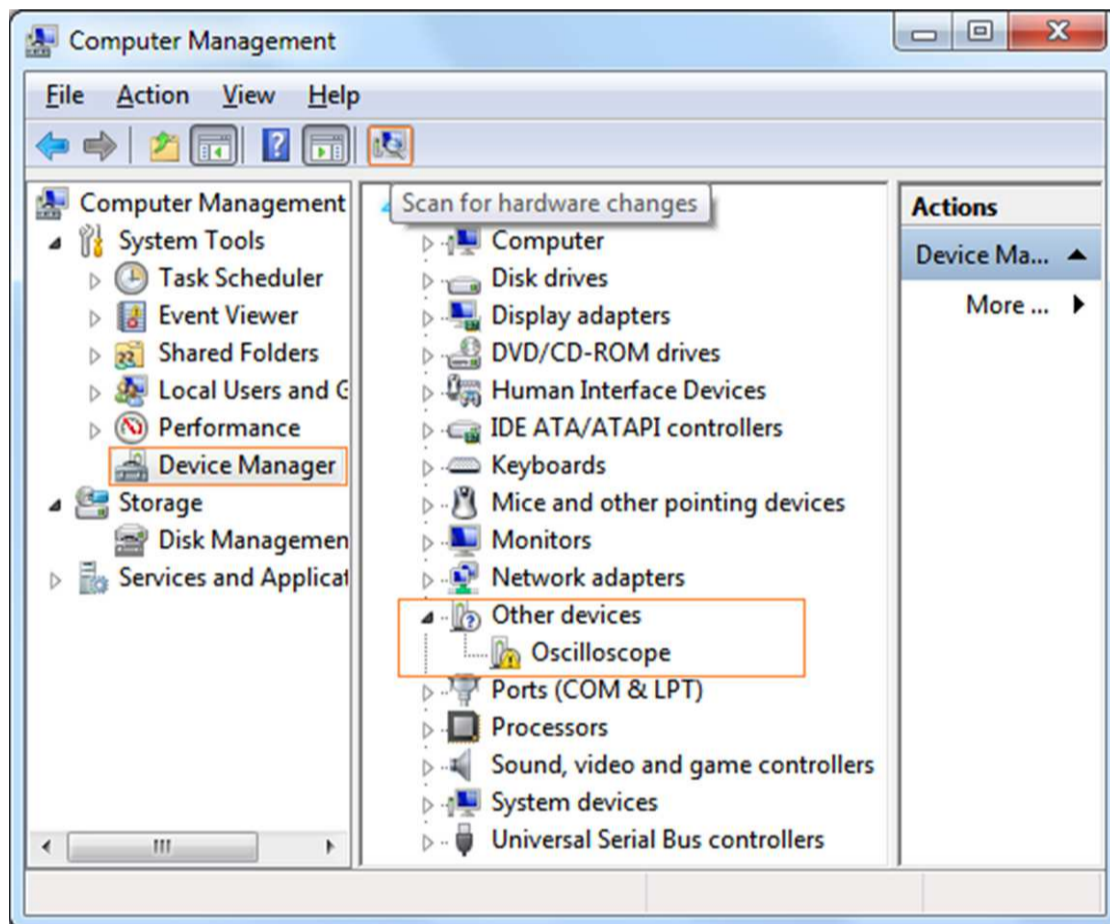 Computer Management
File Action View Help
Scan for hardware changes
Computer Management
System Tools
Task Scheduler
Event Viewer
Shared Folders
Local Users and G
Performance
Device Manager
Storage
Disk Managemen
Services and Applicat
Computer
Disk drives
Display adapters
DVD/CD-ROM drives
Human Interface Devices
IDE ATA/ATAPI controllers
Keyboards
Mice and other pointing devices
Monitors
Network adapters
Other devices
Oscilloscope
Ports (COM & LPT)
Processors
Sound, video and game controllers
System devices
Universal Serial Bus controllers
Actions
Device Ma...
More ...